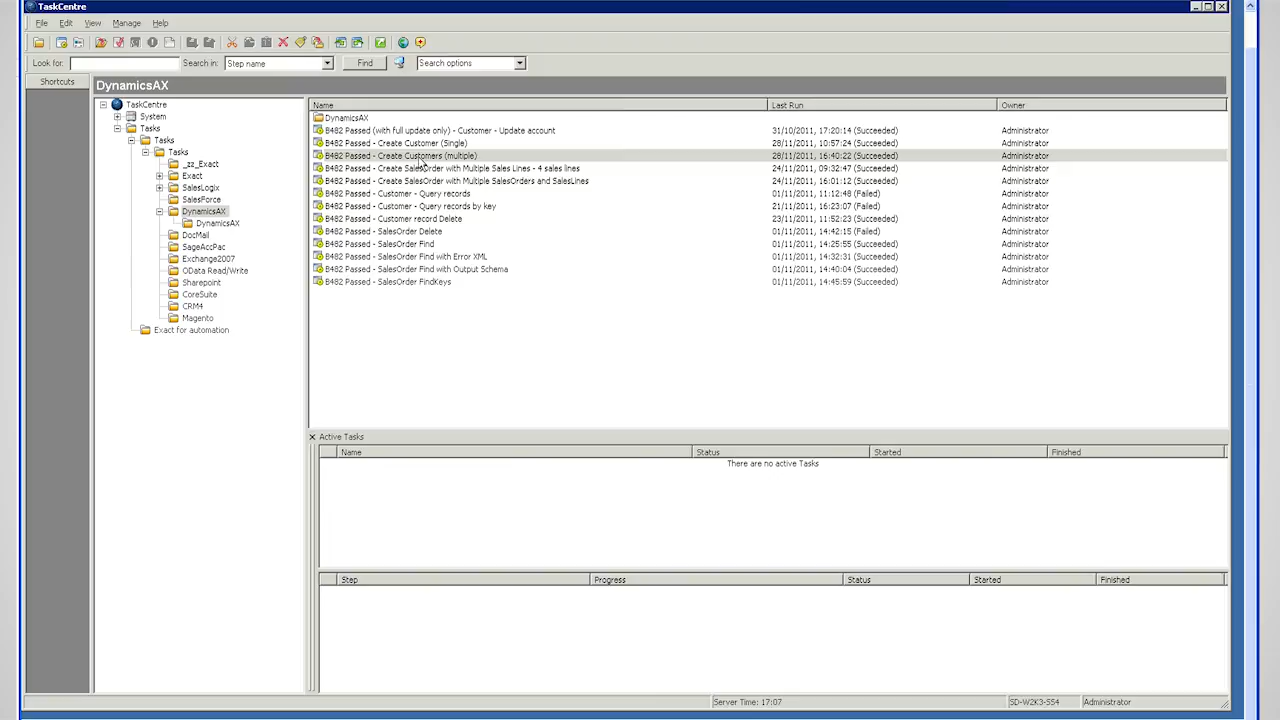 TaskCentre
File Edit View Manage Help
Look for: Search in: Step name Find Search options
Shortcuts
DynamicsAX
TaskCentre
System
Tasks
Tasks
Tasks
_zz_Exact
Exact
SalesLogix
SalesForce
DynamicsAX
DynamicsAX
DocMail
SageAccPac
Exchange2007
OData Read/Write
Sharepoint
CoreSuite
CRM4
Magento
Exact for automation
Name Last Run Owner
DynamicsAX
B482 Passed (with full update only) - Customer - Update account 31/10/2011, 17:20:14 (Succeeded) Administrator
B482 Passed - Create Customer (Single) 28/11/2011, 10:57:24 (Succeeded) Administrator
B482 Passed - Create Customers (multiple) 28/11/2011, 16:40:22 (Succeeded) Administrator
B482 Passed - Create SalesOrder with Multiple Sales Lines - 4 sales lines 24/11/2011, 09:32:47 (Succeeded) Administrator
B482 Passed - Create SalesOrder with Multiple SalesOrders and SalesLines 24/11/2011, 16:01:12 (Succeeded) Administrator
B482 Passed - Customer - Query records 01/11/2011, 11:12:48 (Failed) Administrator
B482 Passed - Customer - Query records by key 21/11/2011, 16:23:07 (Failed) Administrator
B482 Passed - Customer record Delete 23/11/2011, 11:52:23 (Succeeded) Administrator
B482 Passed - SalesOrder Delete 01/11/2011, 14:42:15 (Failed) Administrator
B482 Passed - SalesOrder Find 01/11/2011, 14:25:55 (Succeeded) Administrator
B482 Passed - SalesOrder Find with Error XML 01/11/2011, 14:32:31 (Succeeded) Administrator
B482 Passed - SalesOrder Find with Output Schema 01/11/2011, 14:40:04 (Succeeded) Administrator
B482 Passed - SalesOrder FindKeys 01/11/2011, 14:45:59 (Succeeded) Administrator
Active Tasks
Name Status Started Finished
There are no active Tasks
Step Progress Status Started Finished
Server Time: 17:07 SD-W2K3-554 Administrator